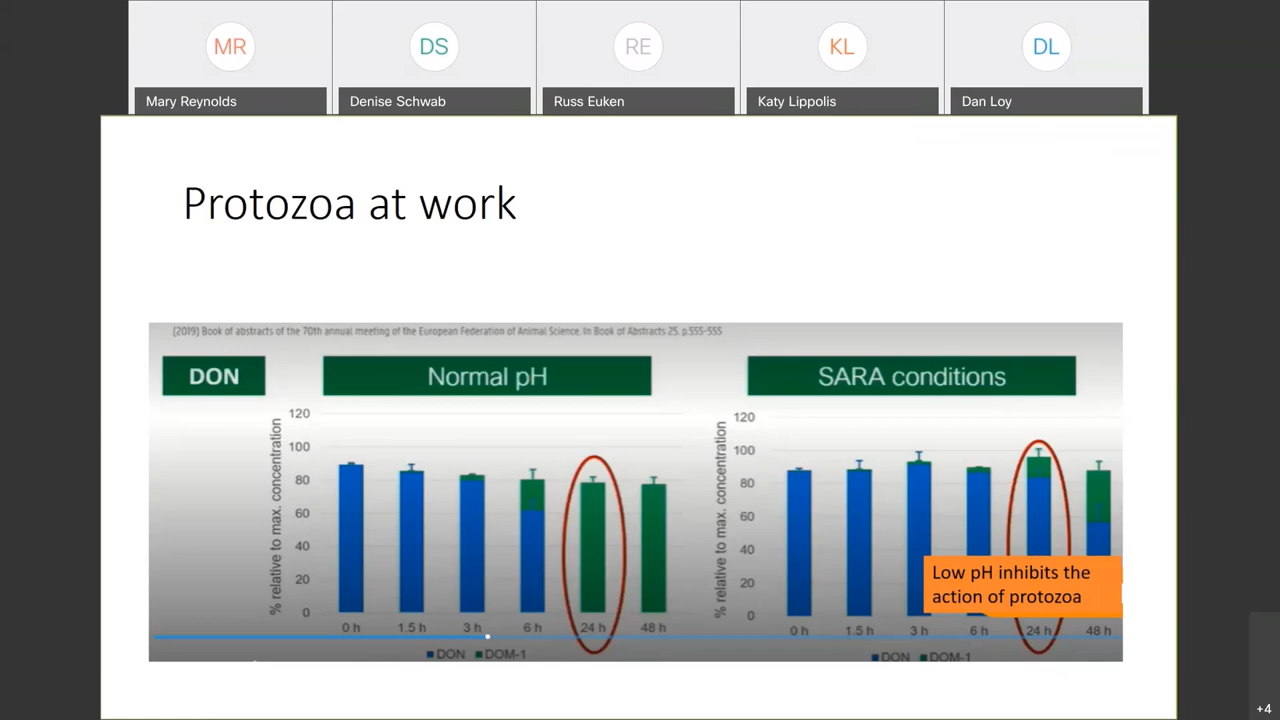 MR
DS
RE
KL
DL
Mary Reynolds
Denise Schwab
Russ Euken
Katy Lippolis
Dan Loy
Protozoa at work
(2019) Book of abstracts of the 70th annual meeting of the European Federation of Animal Science. In Book of Abstracts 25. p.555-555
DON
Normal pH
% relative to max. concentration
120
100
80
60
40
20
0
0 h
1.5 h
3 h
6 h
24 h
48 h
DON
DOM-1
SARA conditions
% relative to max. concentration
120
100
80
60
40
20
0
0 h
1.5 h
3 h
6 h
24 h
48 h
DON
DOM-1
Low pH inhibits the
action of protozoa
+4